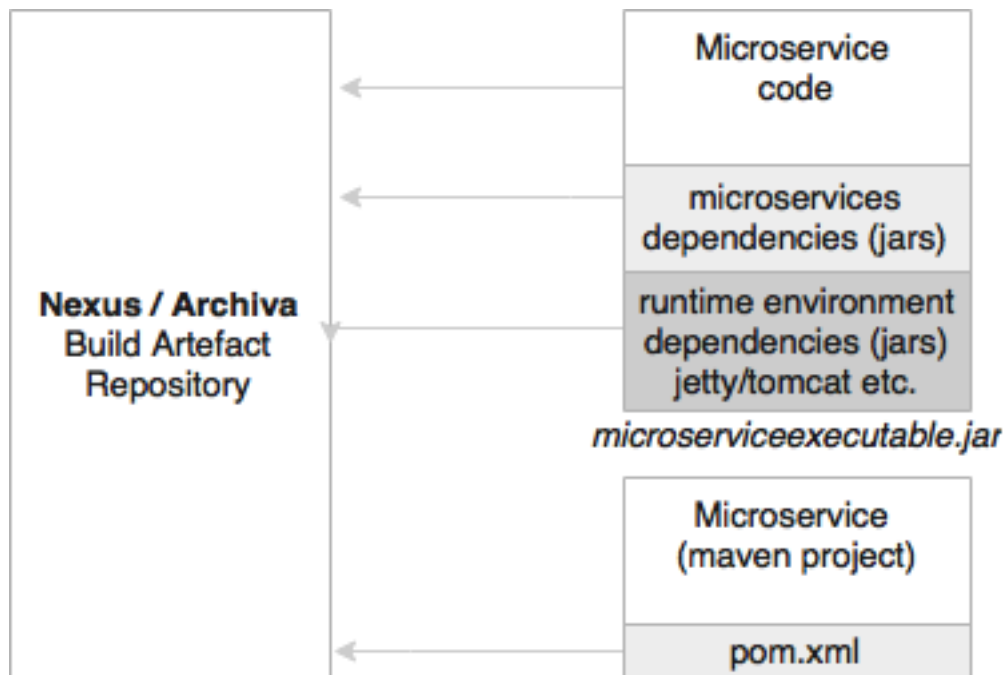 Microservice
code
microservices
dependencies (jars)
Nexus / Archiva
Build Artefact
Repository
runtime environment
dependencies (jars)
jetty/tomcat etc.
microserviceexecutable.jar
Microservice
(maven project)
pom.xml